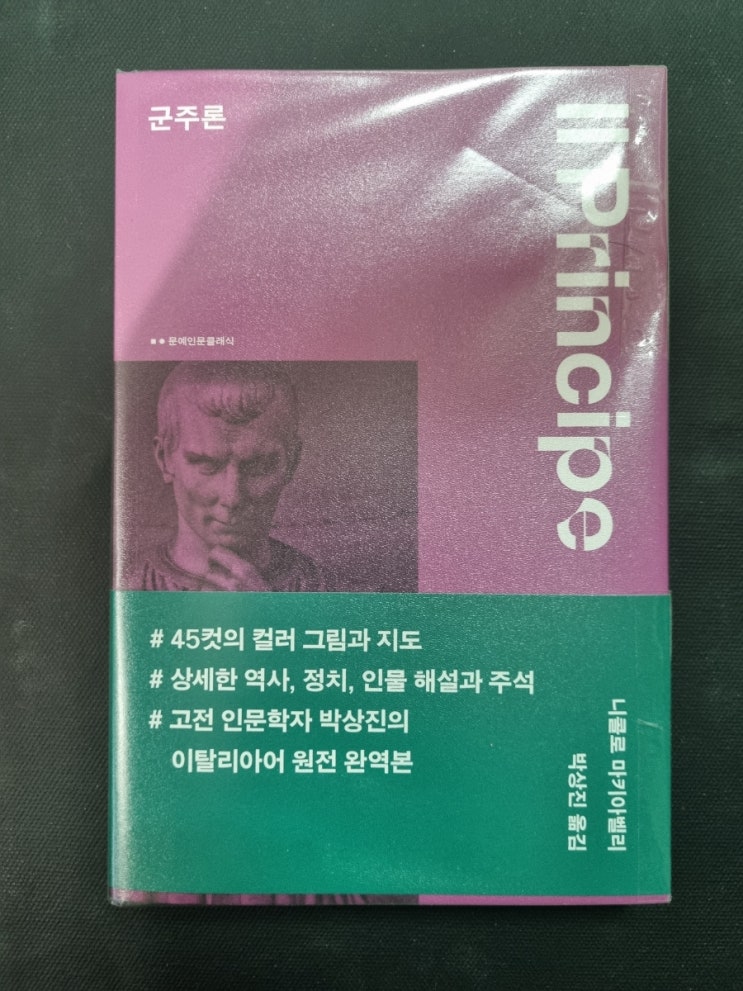 군주론
Il Principe
문예인문클래식
# 45컷의 컬러 그림과 지도
# 상세한 역사, 정치, 인물 해설과 주석
# 고전 인문학자 박상진의
이탈리아어 원전 완역본
니콜로 마키아벨리
박상진 옮김